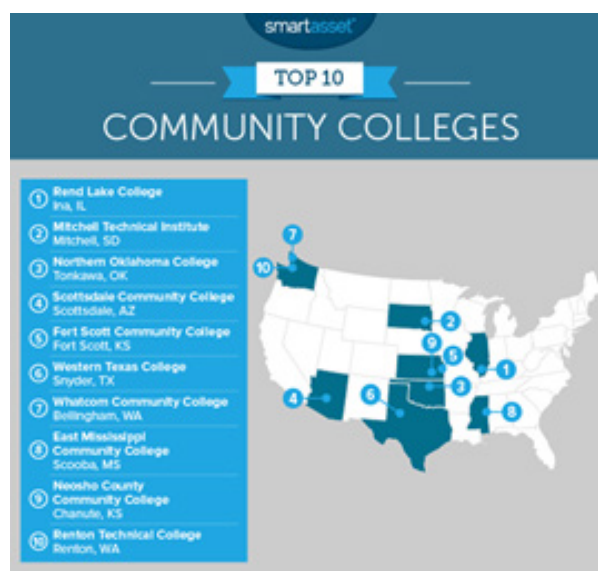 smartasset
TOP 10
COMMUNITY COLLEGES
1 Rend Lake College
Ina, IL
2 Mitchell Technical Institute
Mitchell, SD
3 Northern Oklahoma College
Tonkawa, OK
4 Scottsdale Community College
Scottsdale, AZ
5 Fort Scott Community College
Fort Scott, KS
6 Western Texas College
Snyder, TX
7 Whatcom Community College
Bellingham, WA
East Mississippi
8 Community College
Scooba, MS
Neosho County
9 Community College
Chanute, KS
10 Renton Technical College
Renton, WA
7
10
2
9
5
1
3
4
6
8